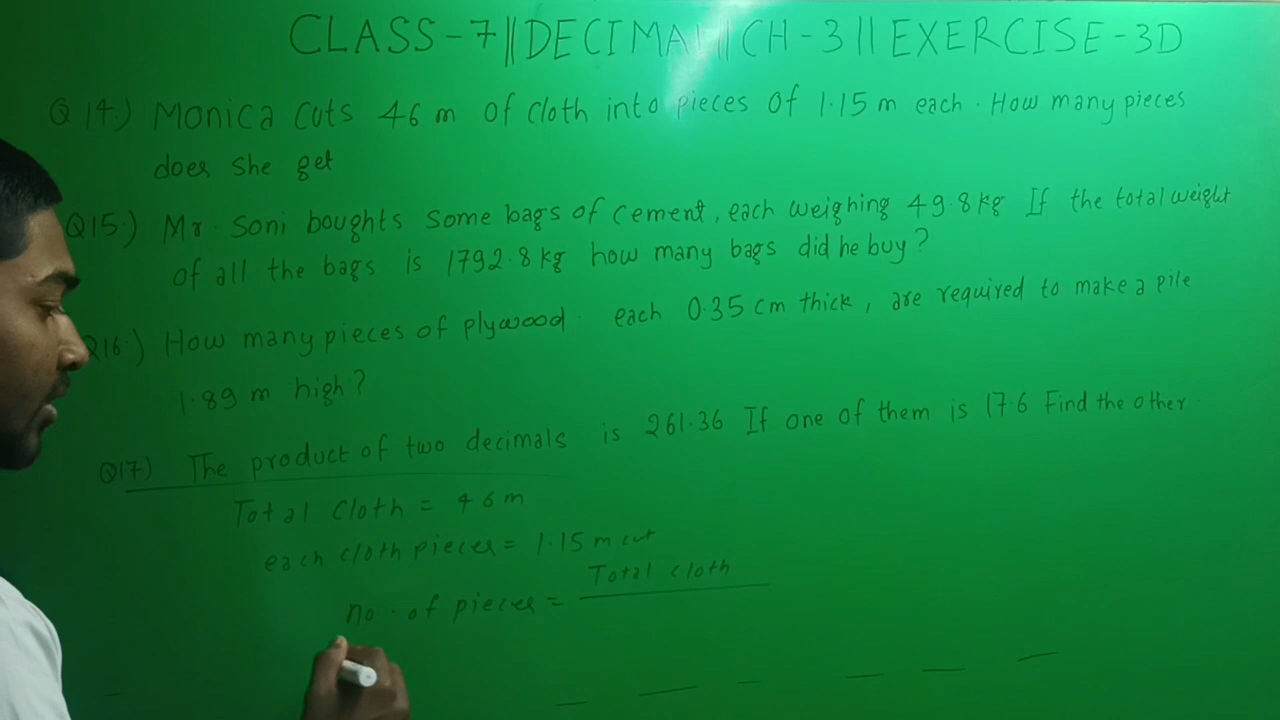 CLASS-7||DECIMAL||CH-3||EXERCISE-3D
Q 14.) Monica cuts 46 m of cloth into pieces of 1.15 m each. How many pieces
does she get
Q15.) Mr. Soni boughts some bags of cement, each weighing 49.8 kg If the total weight
of all the bags is 1792.8 kg how many bags did he buy?
Q16.) How many pieces of plywood. each 0.35 cm thick, are required to make a pile
1.89 m high?
Q17) The product of two decimals is 261.36 If one of them is 17.6 Find the other.
Total cloth = 46 m
each cloth pieces = 1.15 m cut
no. of pieces = Total cloth